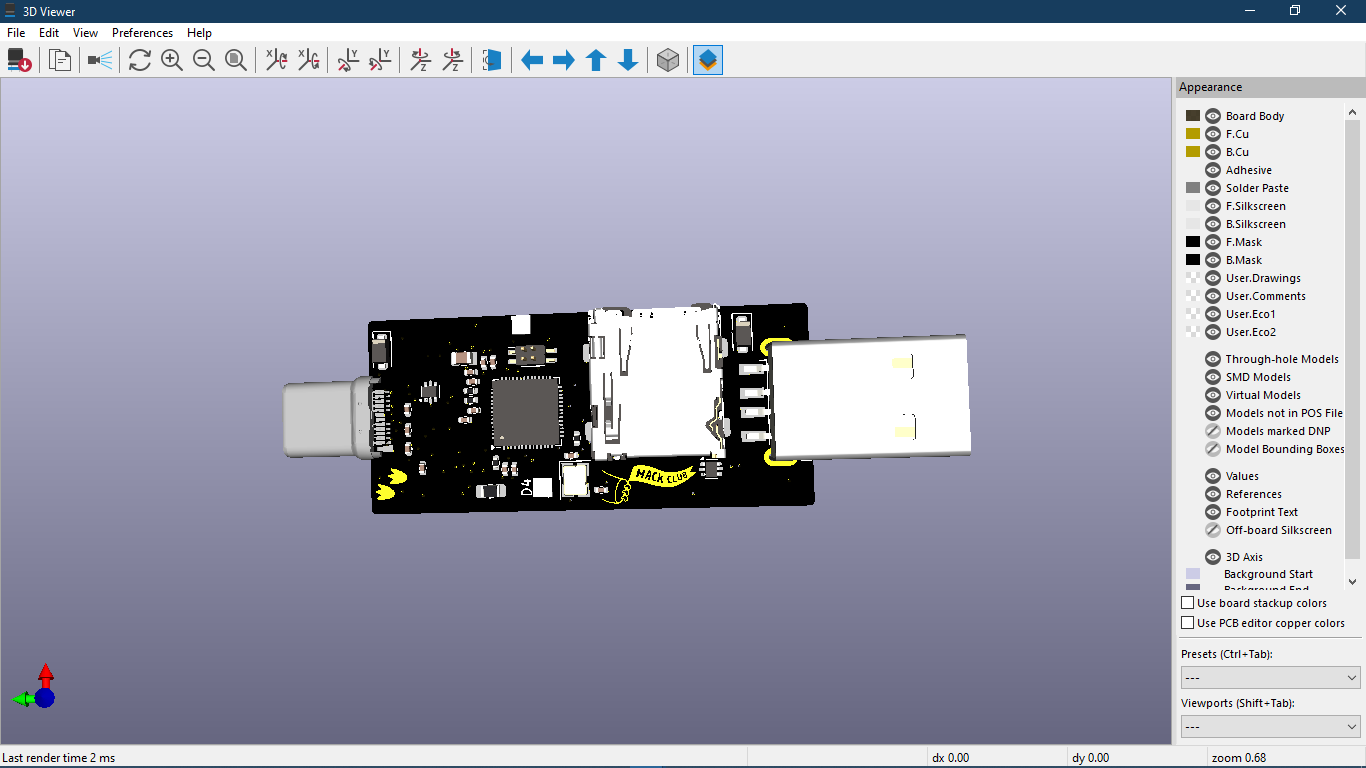 3D Viewer
File Edit View Preferences Help
X X Y Y Z Z
Appearance
Board Body
F.Cu
B.Cu
Adhesive
Solder Paste
F.Silkscreen
B.Silkscreen
F.Mask
B.Mask
User.Drawings
User.Comments
User.Eco1
User.Eco2
Through-hole Models
SMD Models
Virtual Models
Models not in POS File
Models marked DNP
Model Bounding Boxes
Values
References
Footprint Text
Off-board Silkscreen
3D Axis
Background Start
Background End
Use board stackup colors
Use PCB editor copper colors
Presets (Ctrl+Tab):
---
Viewports (Shift+Tab):
---
D4
MACK CLUB
Last render time 2 ms
dx 0.00
dy 0.00
zoom 0.68